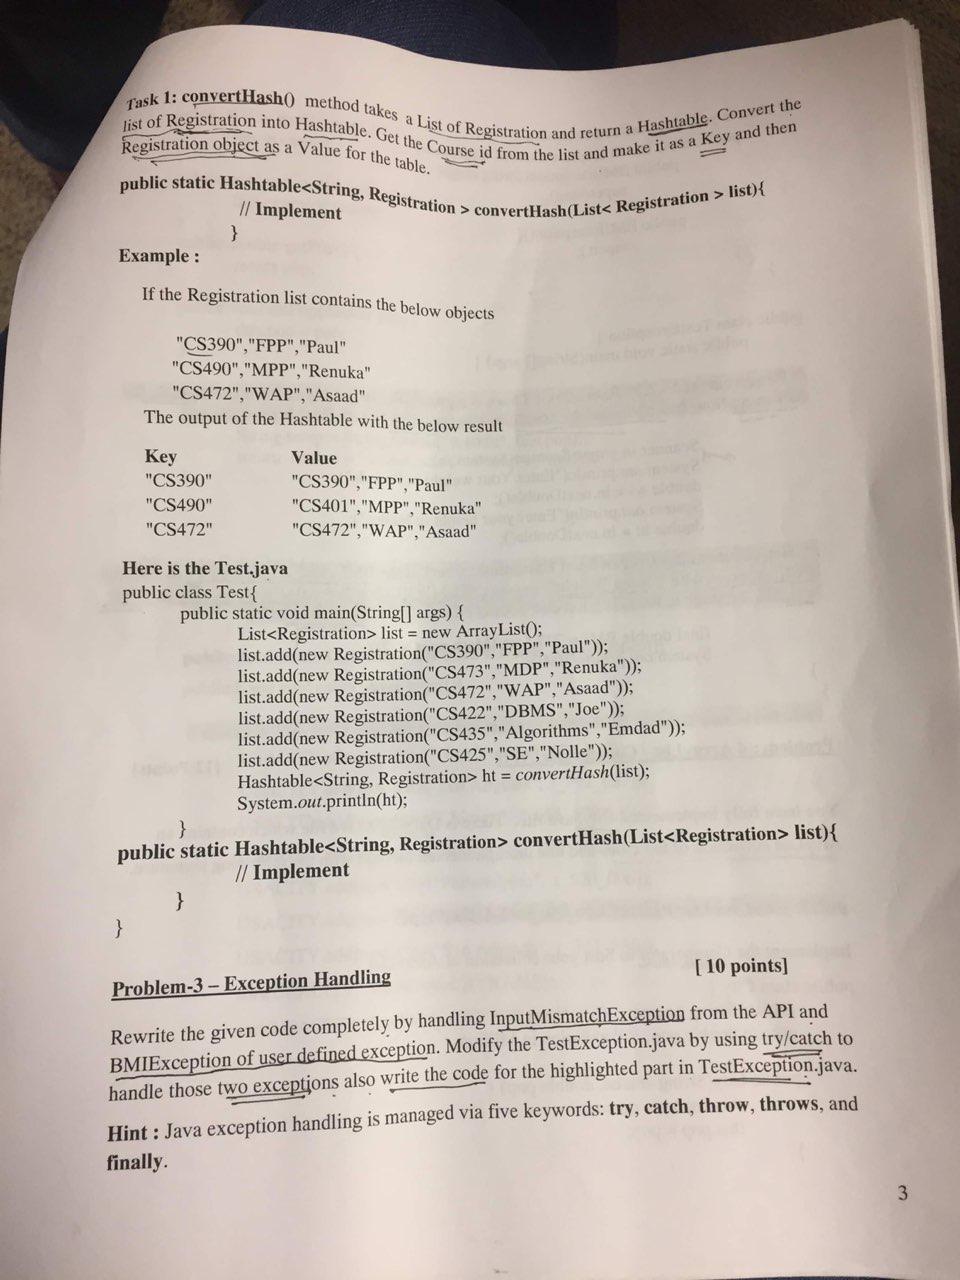 Task 1: convertHash() method takes a List of Registration and return a Hashtable. Convert the
list of Registration into Hashtable. Get the Course id from the list and make it as a Key and then
Registration object as a Value for the table.
public static Hashtable<String, Registration > convertHash(List< Registration > list){
// Implement
}
Example :
If the Registration list contains the below objects
"CS390","FPP","Paul"
"CS490","MPP","Renuka"
"CS472","WAP","Asaad"
The output of the Hashtable with the below result
Key Value
"CS390" "CS390","FPP","Paul"
"CS490" "CS401","MPP","Renuka"
"CS472" "CS472","WAP","Asaad"
Here is the Test.java
public class Test{
public static void main(String[] args) {
List<Registration> list = new ArrayList();
list.add(new Registration("CS390","FPP","Paul"));
list.add(new Registration("CS473","MDP","Renuka"));
list.add(new Registration("CS472","WAP","Asaad"));
list.add(new Registration("CS422","DBMS","Joe"));
list.add(new Registration("CS435","Algorithms","Emdad"));
list.add(new Registration("CS425","SE","Nolle"));
Hashtable<String, Registration> ht = convertHash(list);
System.out.println(ht);
}
public static Hashtable<String, Registration> convertHash(List<Registration> list){
// Implement
}
}
Problem-3 – Exception Handling [ 10 points]
Rewrite the given code completely by handling InputMismatchException from the API and
BMIException of user defined exception. Modify the TestException.java by using try/catch to
handle those two exceptions also write the code for the highlighted part in TestException.java.
Hint : Java exception handling is managed via five keywords: try, catch, throw, throws, and
finally.
3